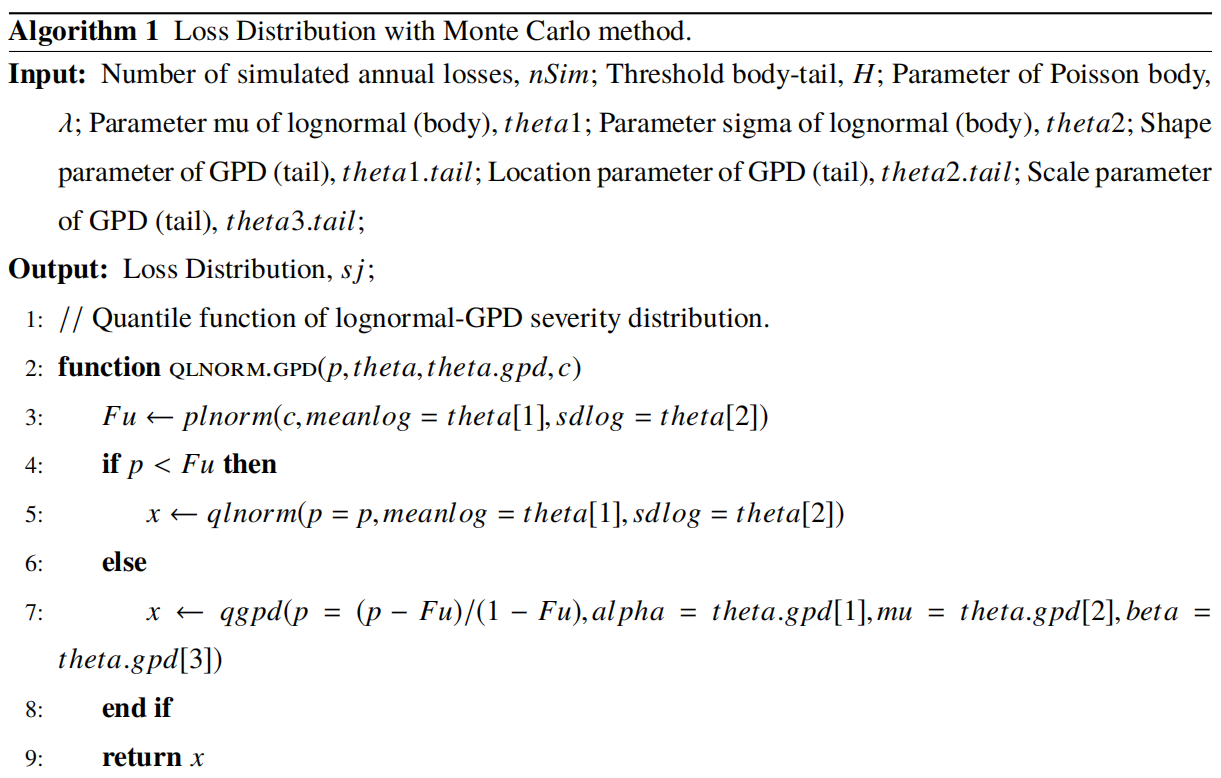 Algorithm 1 Loss Distribution with Monte Carlo method.
Input: Number of simulated annual losses, nSim; Threshold body-tail, H; Parameter of Poisson body,
λ; Parameter mu of lognormal (body), theta1; Parameter sigma of lognormal (body), theta2; Shape
parameter of GPD (tail), theta1.tail; Location parameter of GPD (tail), theta2.tail; Scale parameter
of GPD (tail), theta3.tail;
Output: Loss Distribution, sj;
1: // Quantile function of lognormal-GPD severity distribution.
2: function QLNORM.GPD(p, theta, theta.gpd, c)
3: Fu ← plnorm(c, meanlog = theta[1], sdlog = theta[2])
4: if p < Fu then
5: x ← qlnorm(p = p, meanlog = theta[1], sdlog = theta[2])
6: else
7: x ← qgpd(p = (p − Fu)/(1 − Fu), alpha = theta.gpd[1], mu = theta.gpd[2], beta =
theta.gpd[3])
8: end if
9: return x